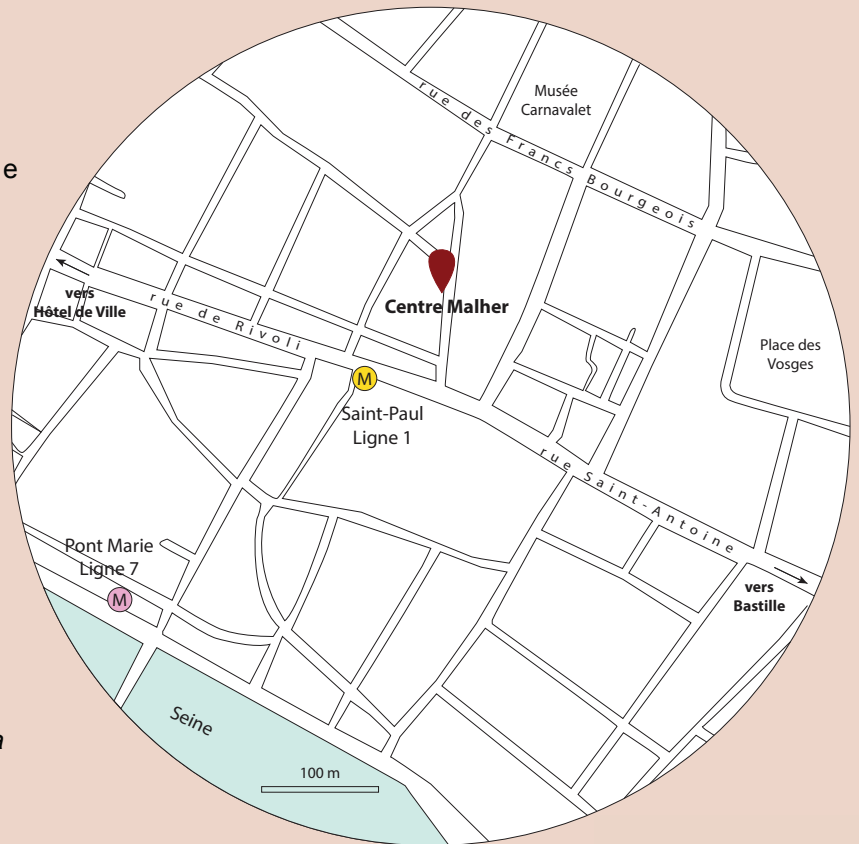 Musée
Carnavalet
rue des Francs Bourgeois
e
vers
Hôtel de Ville
rue de Rivoli
Centre Malher
Place des
Vosges
M
Saint-Paul
Ligne 1
rue Saint-Antoine
Pont Marie
Ligne 7
M
vers
Bastille
Seine
a
100 m